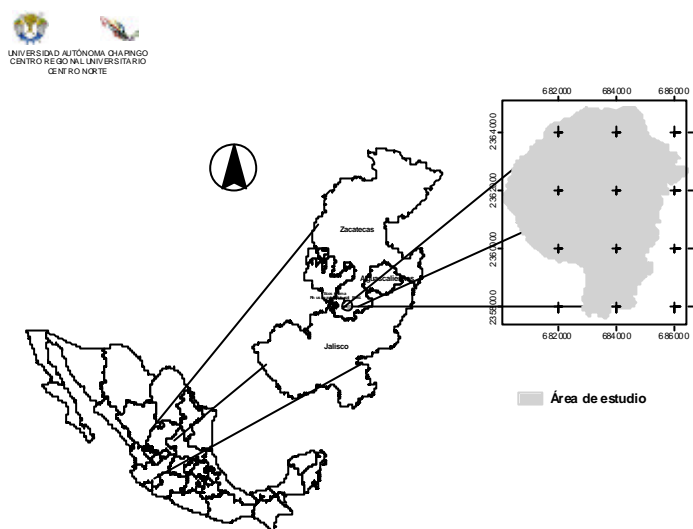 UNIVERSIDAD AUTÓNOMA CHAPINGO
CENTRO REGIONAL UNIVERSITARIO
CENTRO NORTE
682000 684000 686000
2364000
2362000
2360000
2358000
682000 684000 686000
Zacatecas
Aguascalientes
Jalisco
Área de estudio